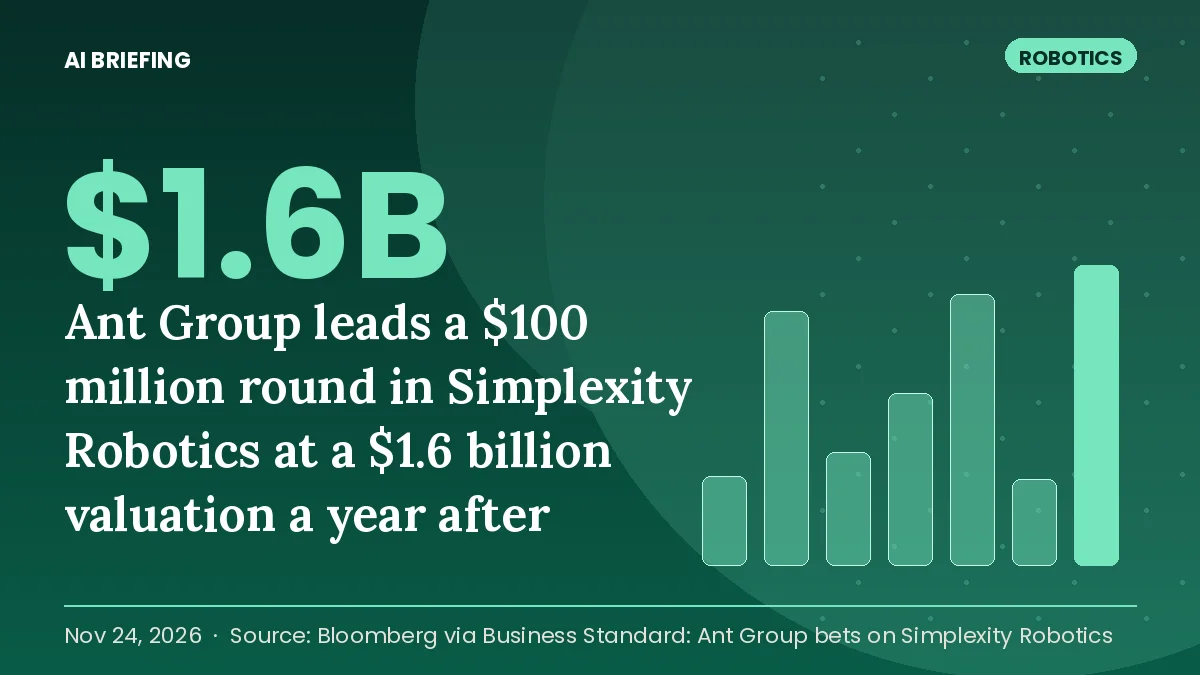 AI BRIEFING
ROBOTICS
$1.6B
Ant Group leads a $100
million round in Simplexity
Robotics at a $1.6 billion
valuation a year after
Nov 24, 2026 · Source: Bloomberg via Business Standard: Ant Group bets on Simplexity Robotics